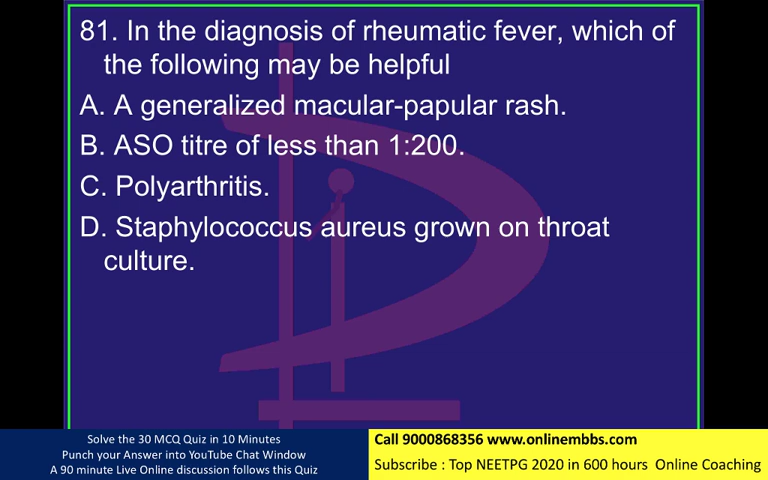 81. In the diagnosis of rheumatic fever, which of
the following may be helpful
A. A generalized macular-papular rash.
B. ASO titre of less than 1:200.
C. Polyarthritis.
D. Staphylococcus aureus grown on throat
culture.
Solve the 30 MCQ Quiz in 10 Minutes
Punch your Answer into YouTube Chat Window
A 90 minute Live Online discussion follows this Quiz
Call 9000868356 www.onlinembbs.com
Subscribe : Top NEETPG 2020 in 600 hours Online Coaching